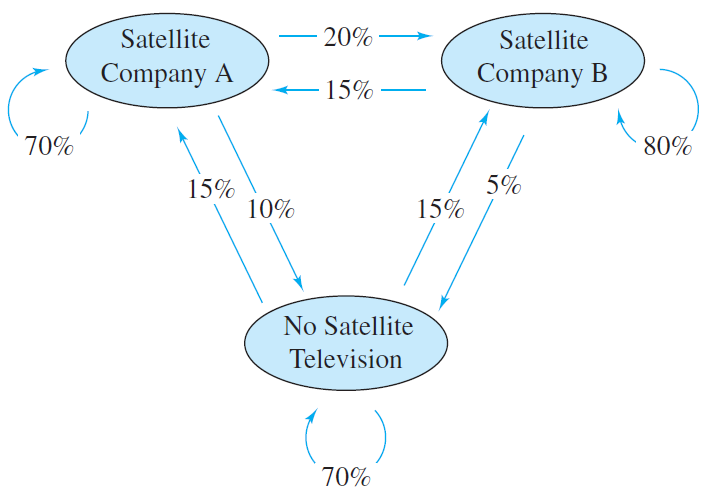 Satellite
Company A
20%
15%
Satellite
Company B
70%
80%
15%
10%
15%
5%
No Satellite
Television
70%